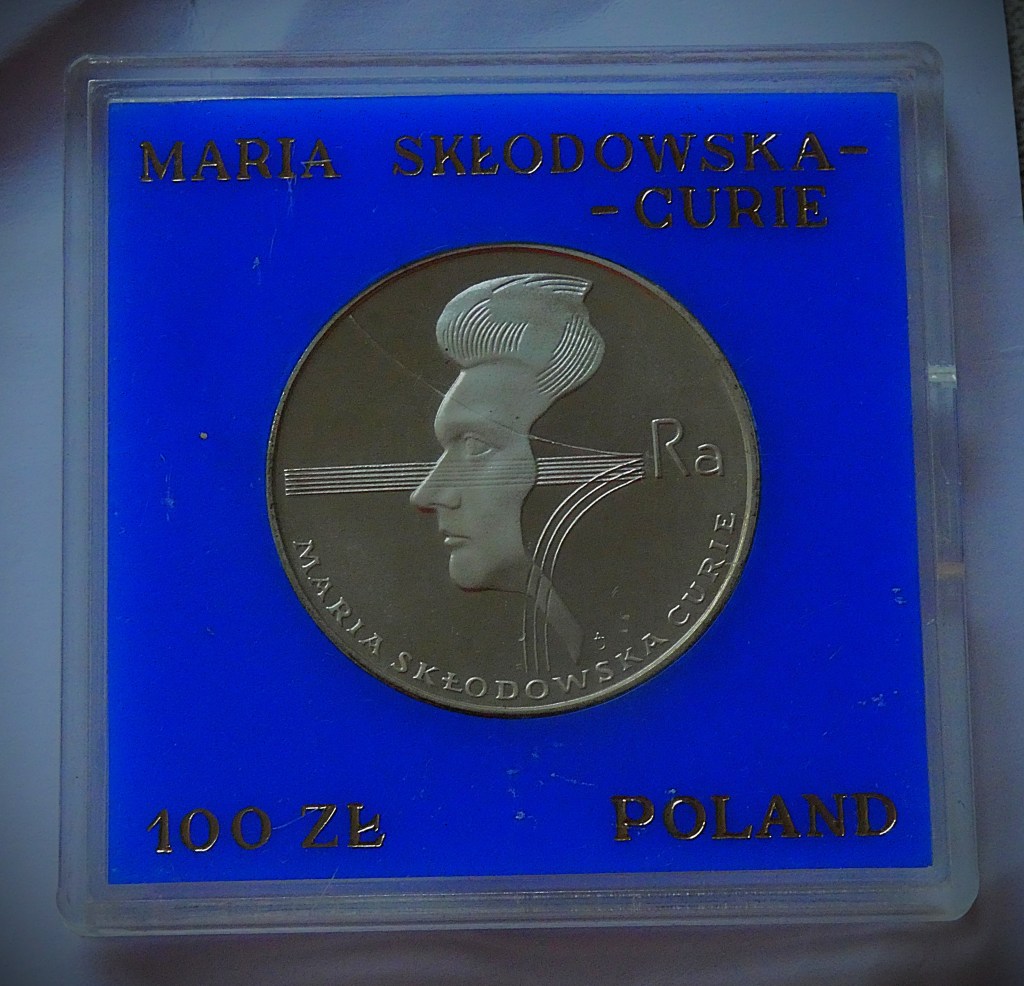 MARIA SKŁODOWSKA-
-CURIE
Ra
MARIA SKŁODOWSKA CURIE
100 ZŁ
POLAND